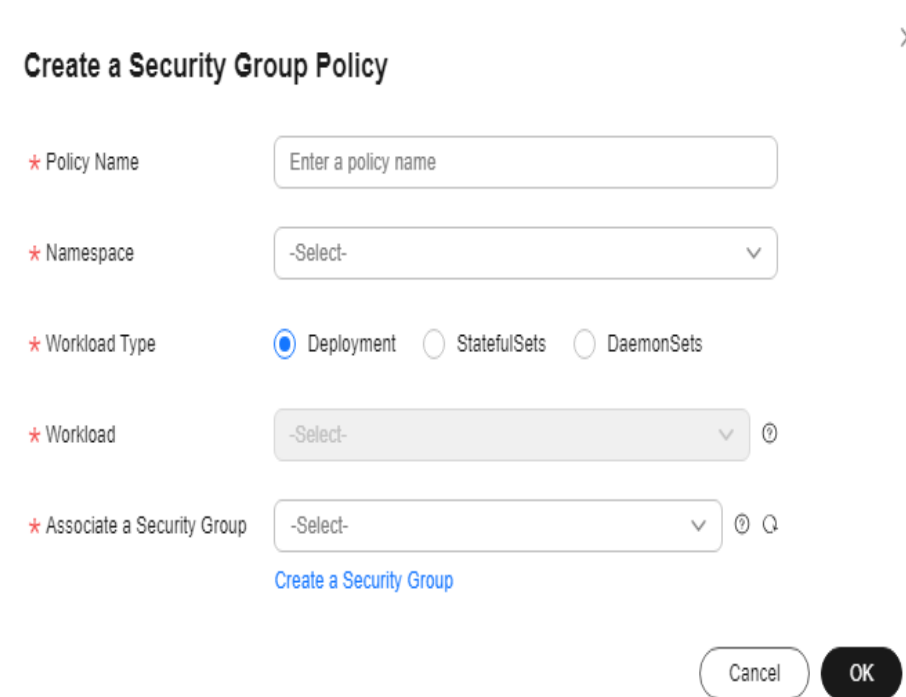 Create a Security Group Policy
* Policy Name
Enter a policy name
* Namespace
-Select-
* Workload Type
Deployment StatefulSets DaemonSets
* Workload
-Select- ?
* Associate a Security Group
-Select- ?
Create a Security Group
Cancel OK